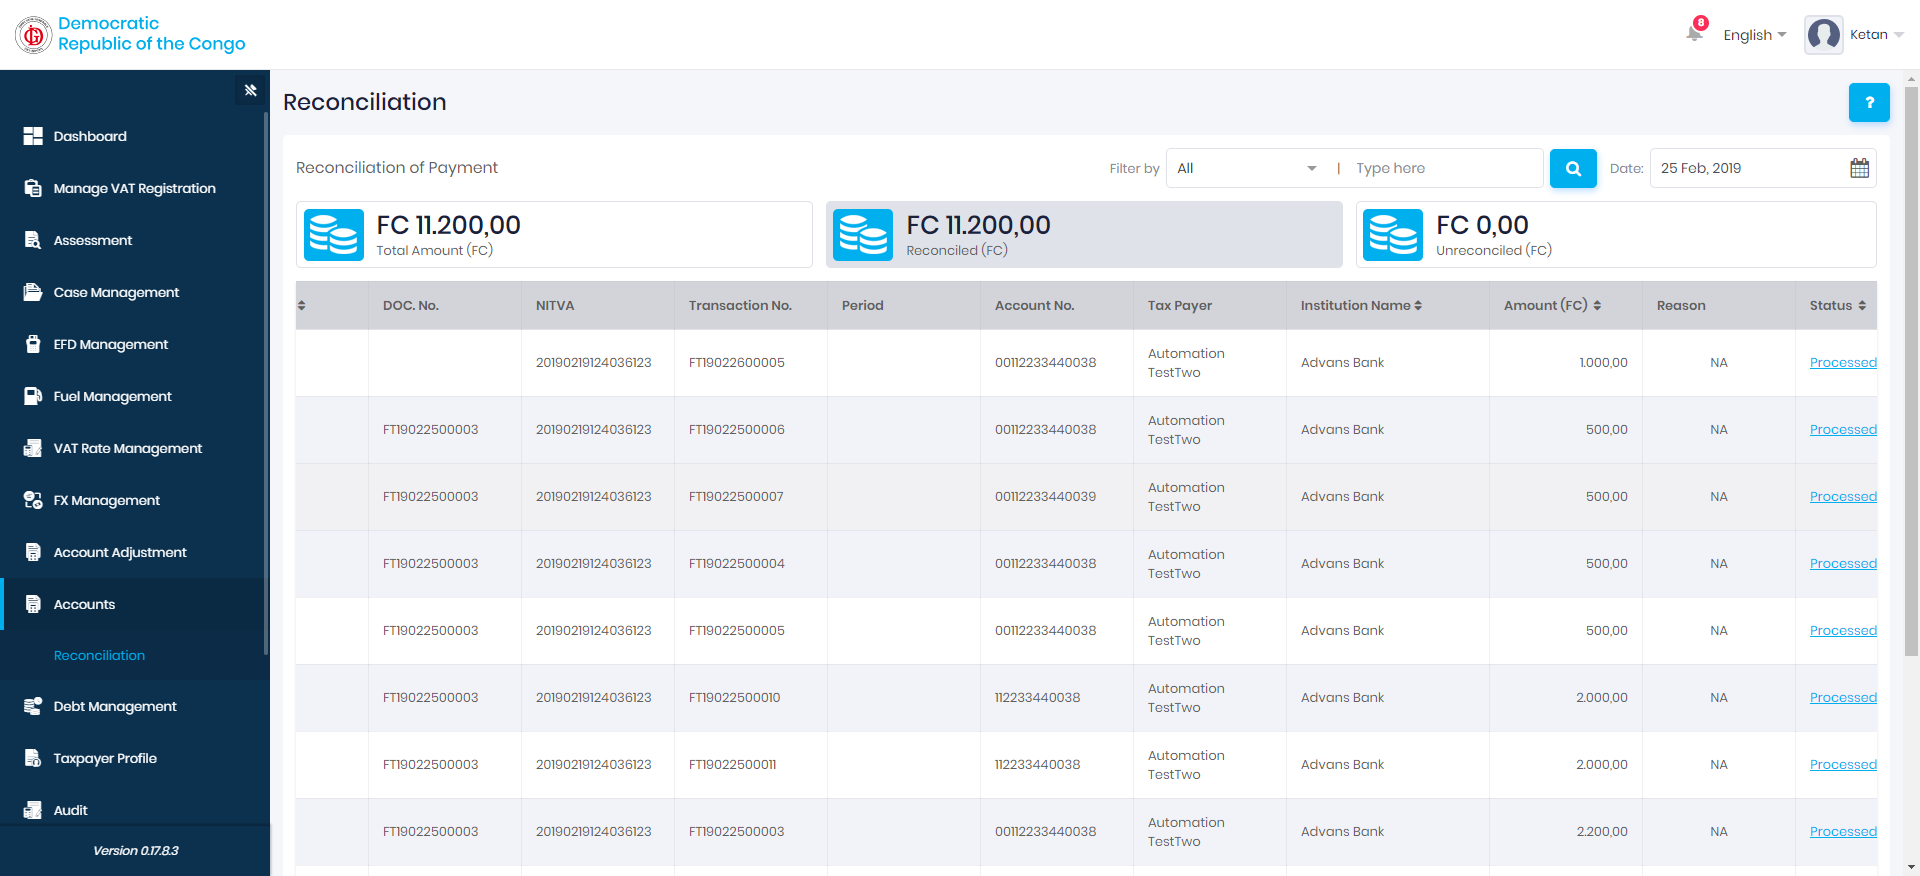 Democratic
Republic of the Congo
8
English
Ketan
Dashboard
Manage VAT Registration
Assessment
Case Management
EFD Management
Fuel Management
VAT Rate Management
FX Management
Account Adjustment
Accounts
Reconciliation
Debt Management
Taxpayer Profile
Audit
Version 0.17.8.3
Reconciliation
?
Reconciliation of Payment
Filter by All | Type here Date: 25 Feb, 2019
FC 11.200,00
Total Amount (FC)
FC 11.200,00
Reconciled (FC)
FC 0,00
Unreconciled (FC)
DOC. No. NITVA Transaction No. Period Account No. Tax Payer Institution Name Amount (FC) Reason Status
20190219124036123 FT19022600005 00112233440038 Automation TestTwo Advans Bank 1.000,00 NA Processed
FT19022500003 20190219124036123 FT19022500006 00112233440038 Automation TestTwo Advans Bank 500,00 NA Processed
FT19022500003 20190219124036123 FT19022500007 00112233440039 Automation TestTwo Advans Bank 500,00 NA Processed
FT19022500003 20190219124036123 FT19022500004 00112233440038 Automation TestTwo Advans Bank 500,00 NA Processed
FT19022500003 20190219124036123 FT19022500005 00112233440038 Automation TestTwo Advans Bank 500,00 NA Processed
FT19022500003 20190219124036123 FT19022500010 112233440038 Automation TestTwo Advans Bank 2.000,00 NA Processed
FT19022500003 20190219124036123 FT19022500011 112233440038 Automation TestTwo Advans Bank 2.000,00 NA Processed
FT19022500003 20190219124036123 FT19022500003 00112233440038 Automation TestTwo Advans Bank 2.200,00 NA Processed